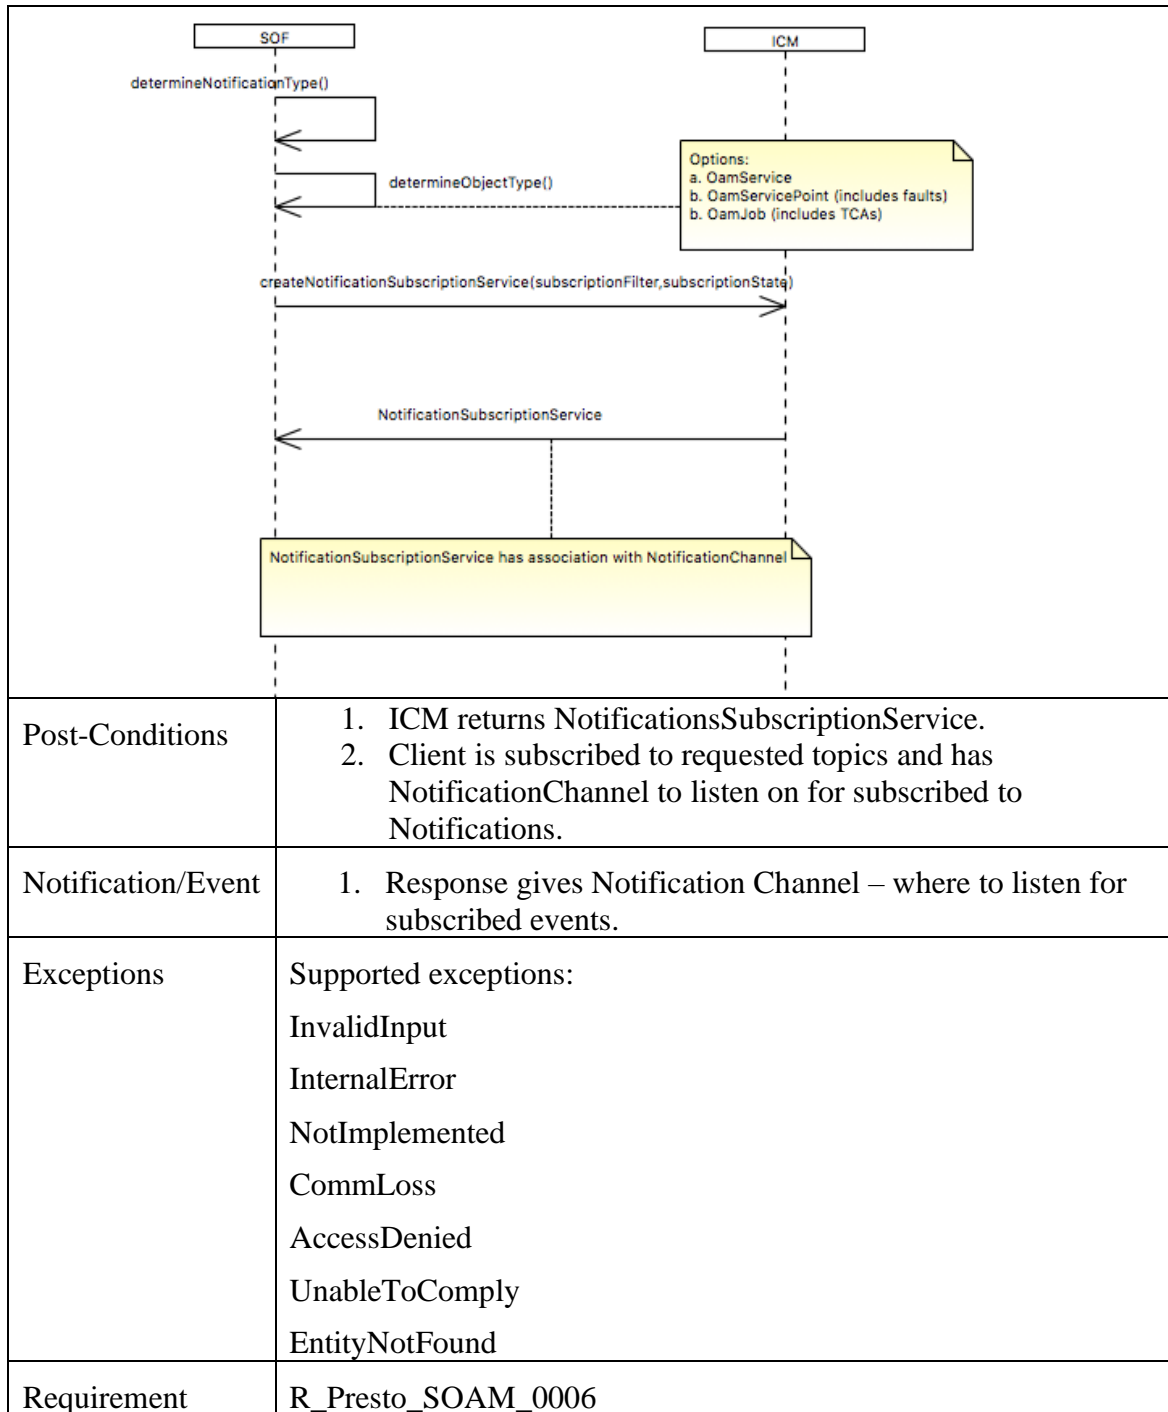 SOF
ICM
determineNotificationType()
Options:
a. OamService
b. OamServicePoint (includes faults)
b. OamJob (includes TCAs)
determineObjectType()
createNotificationSubscriptionService(subscriptionFilter,subscriptionState)
NotificationSubscriptionService
NotificationSubscriptionService has association with NotificationChannel
Post-Conditions
1. ICM returns NotificationsSubscriptionService.
2. Client is subscribed to requested topics and has
NotificationChannel to listen on for subscribed to
Notifications.
Notification/Event
1. Response gives Notification Channel – where to listen for
subscribed events.
Exceptions
Supported exceptions:
InvalidInput
InternalError
NotImplemented
CommLoss
AccessDenied
UnableToComply
EntityNotFound
Requirement
R_Presto_SOAM_0006